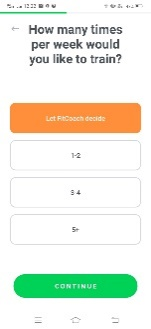 How many times
per week would
you like to train?
Let FitCoach decide
1-2
3-4
5+
CONTINUE